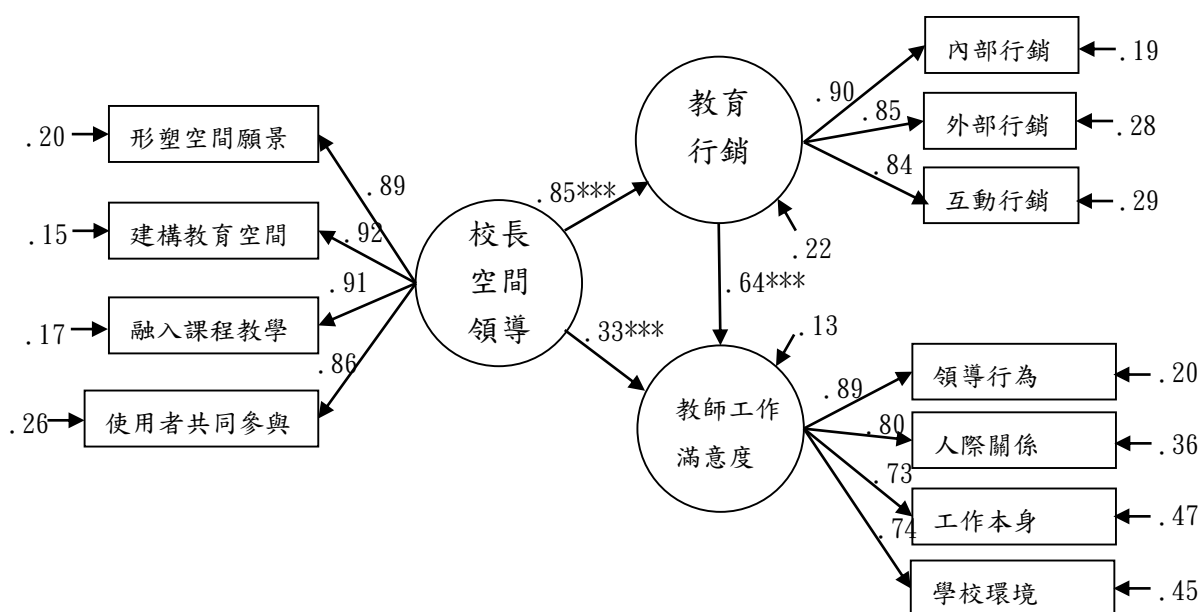 .20
形塑空間願景
.89
.15
建構教育空間
.92
.17
融入課程教學
.91
.26
使用者共同參與
.86
校長
空間
領導
.85***
.33***
教育
行銷
.22
.64***
.90
內部行銷
.19
.85
外部行銷
.28
.84
互動行銷
.29
教師工作
滿意度
.13
.89
領導行為
.20
.80
人際關係
.36
.73
工作本身
.47
.74
學校環境
.45